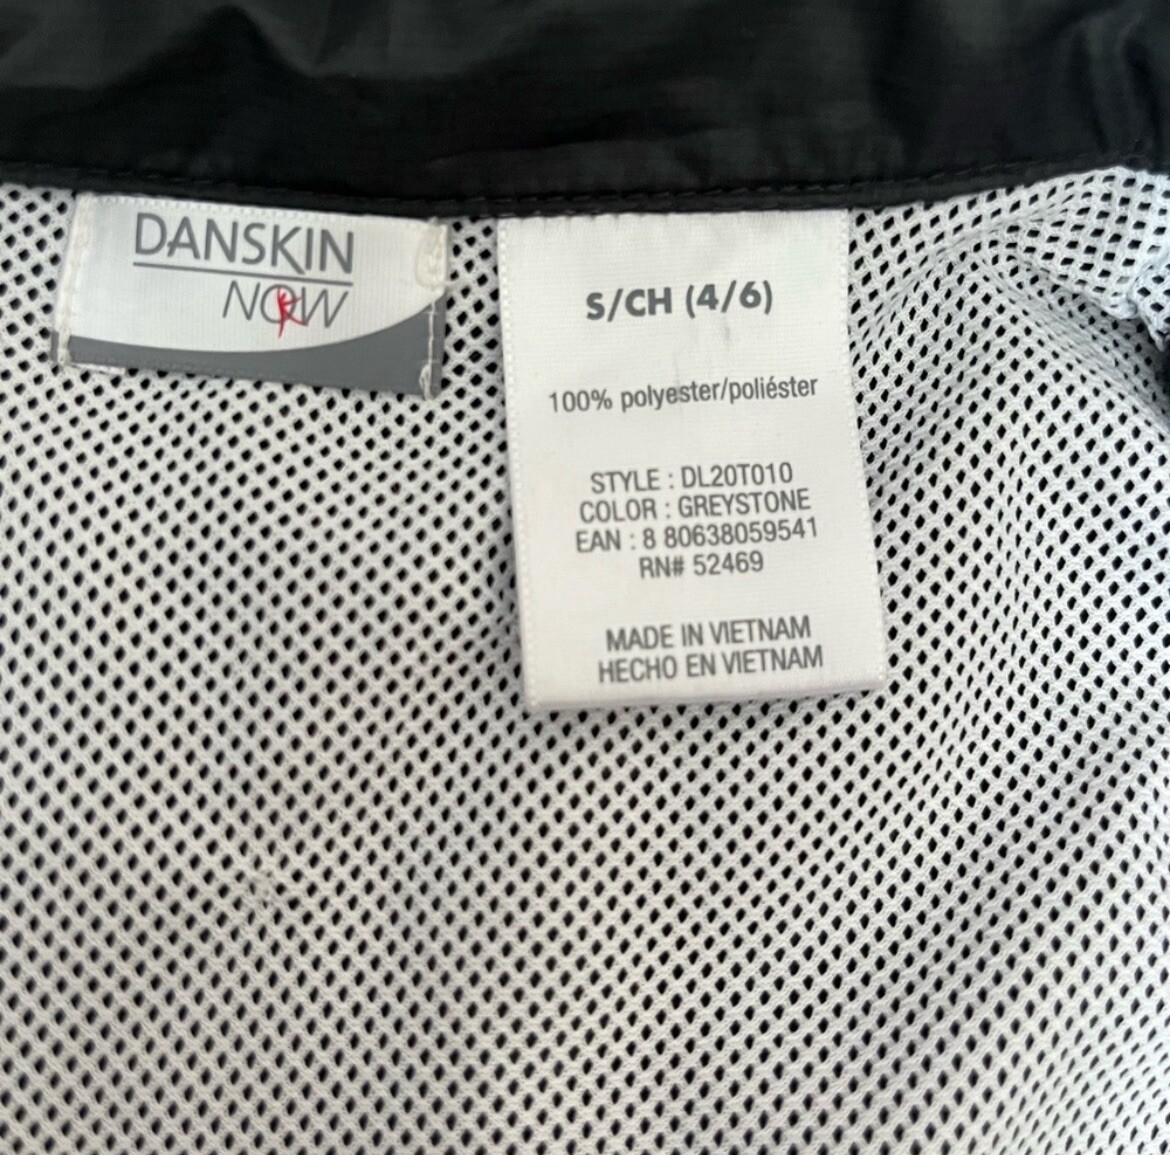 DANSKIN
NOW
S/CH (4/6)
100% polyester/poliéster
STYLE : DL20T010
COLOR : GREYSTONE
EAN : 8 80638059541
RN# 52469
MADE IN VIETNAM
HECHO EN VIETNAM